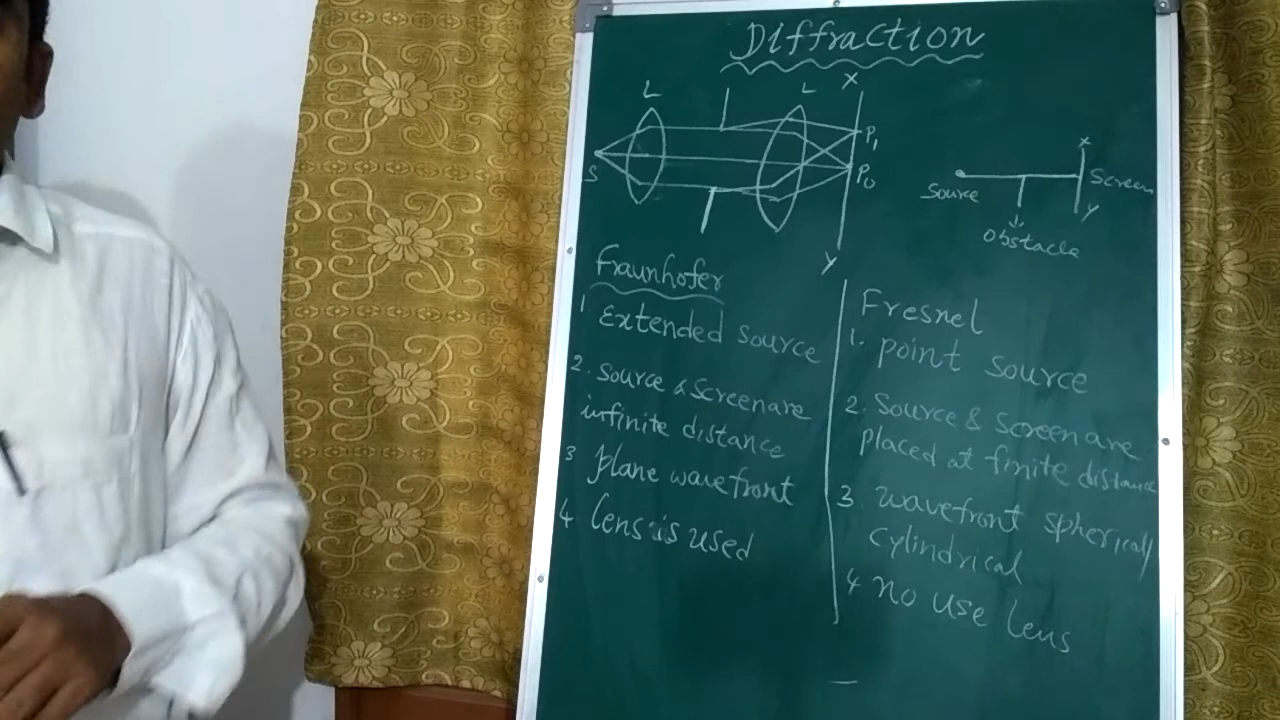 Diffraction
L
L
X
P1
S
P0
Y
X
Source
Screen
Y
Obstacle
Fraunhofer
1 Extended source
2. Source & Screen are
infinite distance
3 plane wavefront
4 Lens is used
Fresnel
1. point source
2. Source & Screen are
placed at finite distance
3. wavefront spherical/
cylindrical
4 No use lens